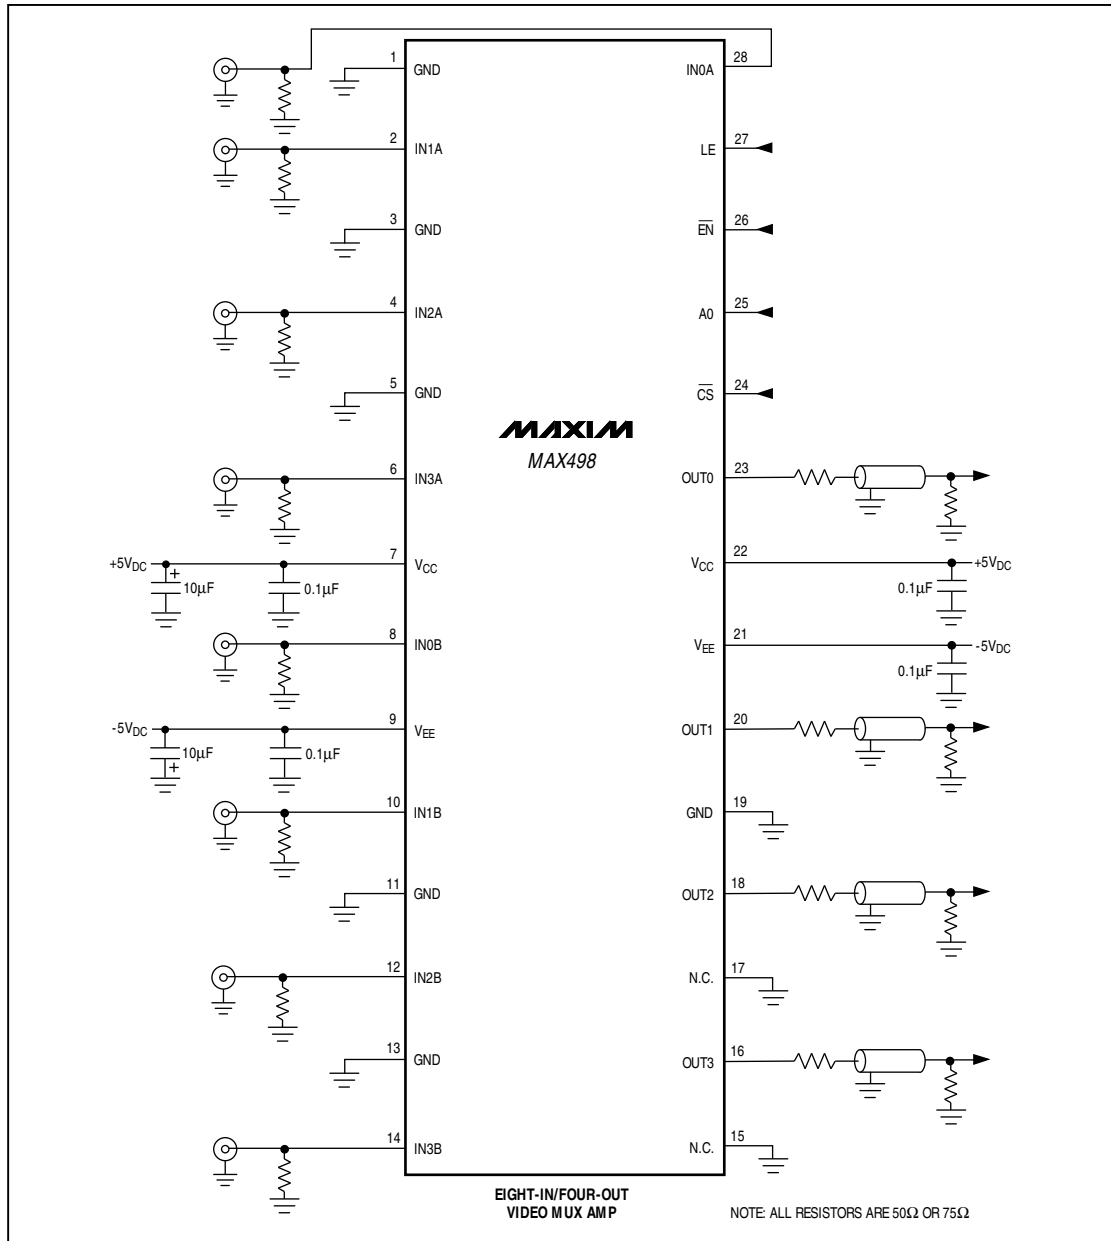 1 GND
28 IN0A
2 IN1A
27 LE
3 GND
26 E̅N̅
4 IN2A
25 A0
5 GND
24 C̅S̅
MAXIM
MAX498
6 IN3A
23 OUT0
+5VDC
10µF
0.1µF
7 VCC
22 VCC
+5VDC
0.1µF
8 IN0B
21 VEE
-5VDC
0.1µF
-5VDC
10µF
0.1µF
9 VEE
20 OUT1
10 IN1B
19 GND
11 GND
18 OUT2
12 IN2B
17 N.C.
13 GND
16 OUT3
14 IN3B
15 N.C.
+
+
EIGHT-IN/FOUR-OUT
VIDEO MUX AMP
NOTE: ALL RESISTORS ARE 50Ω OR 75Ω